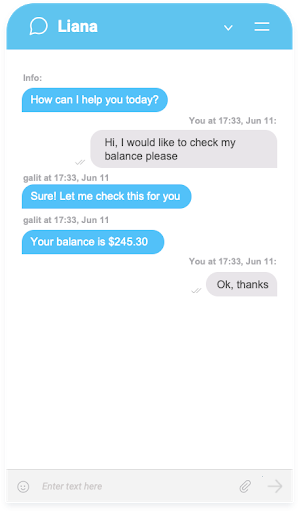 Liana
Info:
How can I help you today?
You at 17:33, Jun 11:
Hi, I would like to check my
balance please
galit at 17:33, Jun 11
Sure! Let me check this for you
galit at 17:33, Jun 11
Your balance is $245.30
You at 17:33, Jun 11:
Ok, thanks
Enter text here